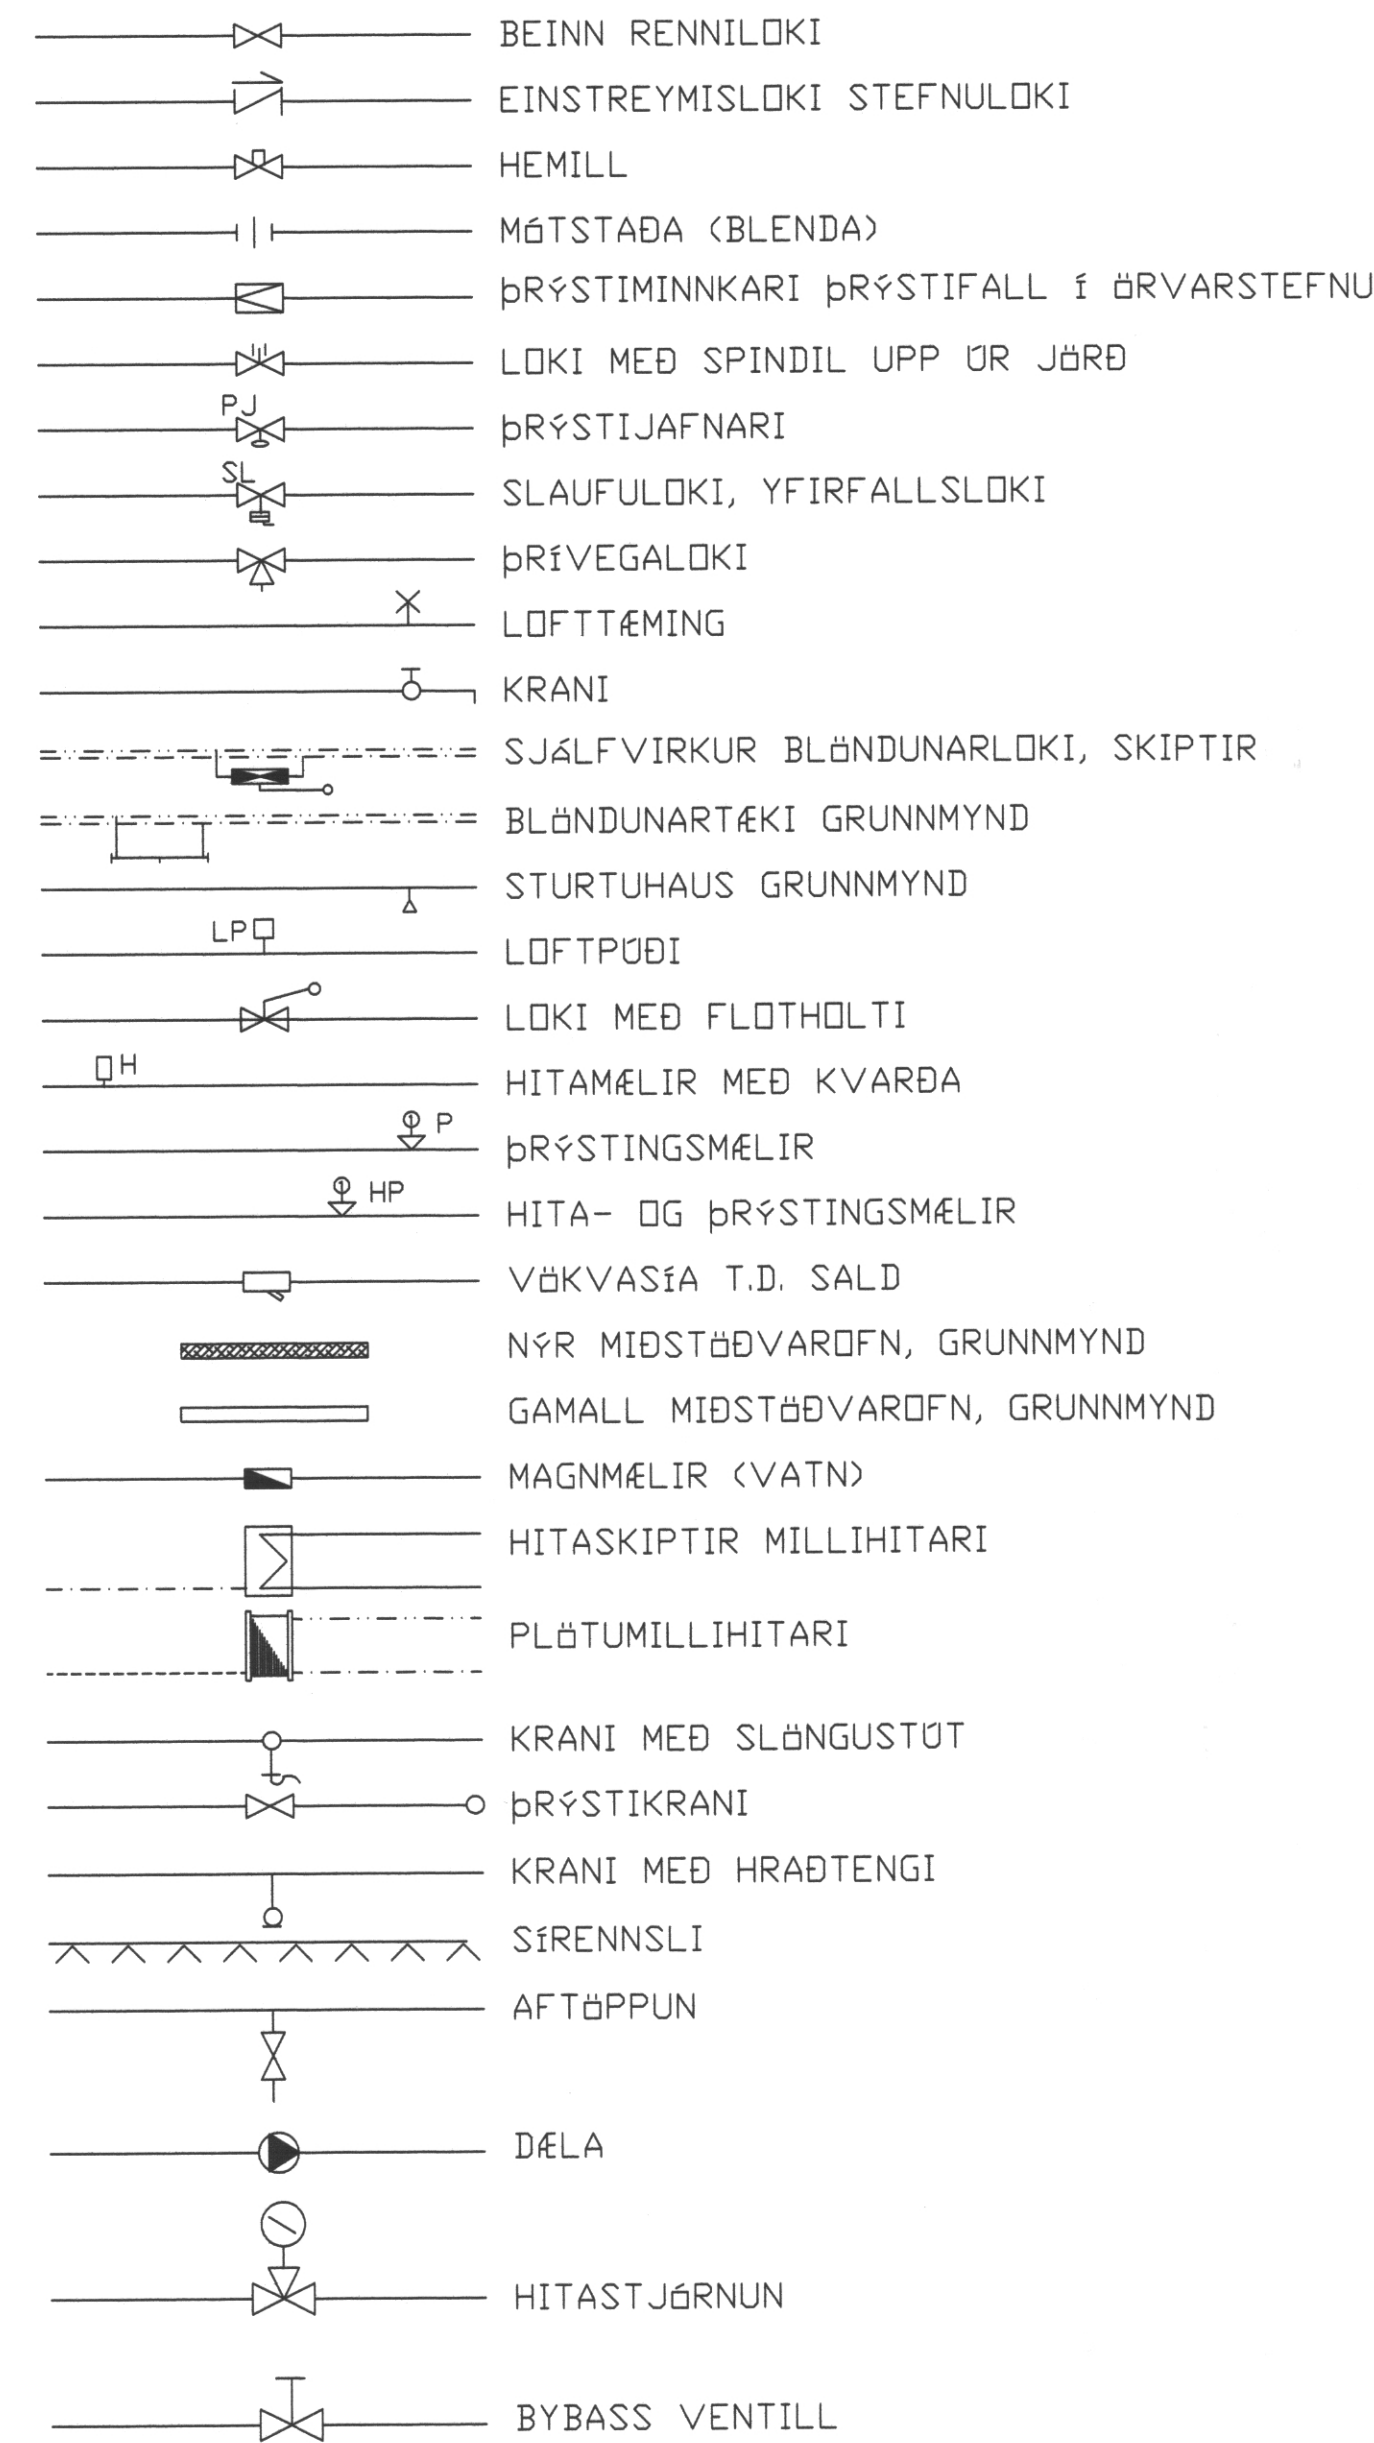 BEINN RENNILOKI
EINSTREYMISLOKI STEFNULOKI
HEMILL
MÓTSTAÐA (BLENDA)
ÞRÝSTIMINNKARI ÞRÝSTIFALL Í ÖRVARSTEFNU
LOKI MEÐ SPINDIL UPP ÚR JÖRÐ
PJ
ÞRÝSTIJAFNARI
SL
SLAUFULOKI, YFIRFALLSLOKI
ÞRÍVEGALOKI
LOFTTÆMING
KRANI
SJÁLFVIRKUR BLÖNDUNARLOKI, SKIPTIR
BLÖNDUNARTÆKI GRUNNMYND
STURTUHAUS GRUNNMYND
LP
LOFTPÚÐI
LOKI MEÐ FLOTHOLTI
H
HITAMÆLIR MEÐ KVARÐA
P
ÞRÝSTINGSMÆLIR
HP
HITA- OG ÞRÝSTINGSMÆLIR
VÖKVASÍA T.D. SALD
NÝR MIÐSTÖÐVAROFN, GRUNNMYND
GAMALL MIÐSTÖÐVAROFN, GRUNNMYND
MAGNMÆLIR (VATN)
HITASKIPTIR MILLIHITARI
PLÖTUMILLIHITARI
KRANI MEÐ SLÖNGUSTÚT
ÞRÝSTIKRANI
KRANI MEÐ HRAÐTENGI
SÍRENNSLI
AFTÖPPUN
DÆLA
HITASTJÓRNUN
BYBASS VENTILL